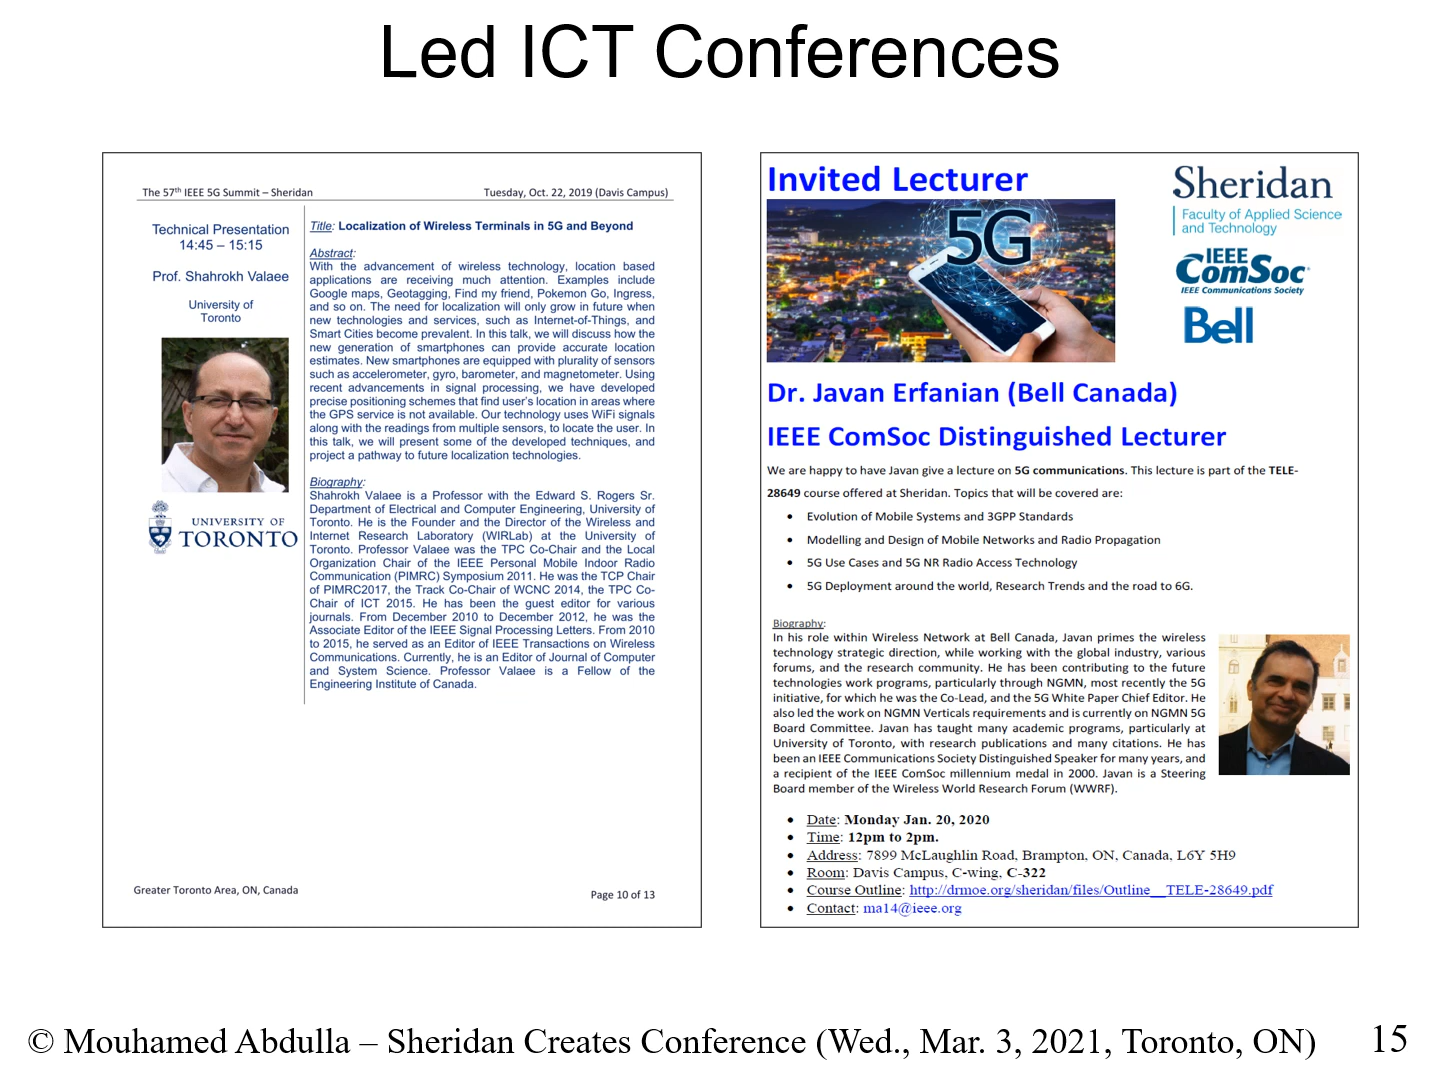 Led ICT Conferences
The 57th IEEE 5G Summit – Sheridan
Tuesday, Oct. 22, 2019 (Davis Campus)
Technical Presentation
14:45 – 15:15
Prof. Shahrokh Valaee
University of
Toronto
UNIVERSITY OF
TORONTO
Title: Localization of Wireless Terminals in 5G and Beyond
Abstract:
With the advancement of wireless technology, location based
applications are receiving much attention. Examples include
Google maps, Geotagging, Find my friend, Pokemon Go, Ingress,
and so on. The need for localization will only grow in future when
new technologies and services, such as Internet-of-Things, and
Smart Cities become prevalent. In this talk, we will discuss how the
new generation of smartphones can provide accurate location
estimates. New smartphones are equipped with plurality of sensors
such as accelerometer, gyro, barometer, and magnetometer. Using
recent advancements in signal processing, we have developed
precise positioning schemes that find user's location in areas where
the GPS service is not available. Our technology uses WiFi signals
along with the readings from multiple sensors, to locate the user. In
this talk, we will present some of the developed techniques, and
project a pathway to future localization technologies.
Biography:
Shahrokh Valaee is a Professor with the Edward S. Rogers Sr.
Department of Electrical and Computer Engineering, University of
Toronto. He is the Founder and the Director of the Wireless and
Internet Research Laboratory (WIRLab) at the University of
Toronto. Professor Valaee was the TPC Co-Chair and the Local
Organization Chair of the IEEE Personal Mobile Indoor Radio
Communication (PIMRC) Symposium 2011. He was the TCP Chair
of PIMRC2017, the Track Co-Chair of WCNC 2014, the TPC Co-
Chair of ICT 2015. He has been the guest editor for various
journals. From December 2010 to December 2012, he was the
Associate Editor of the IEEE Signal Processing Letters. From 2010
to 2015, he served as an Editor of IEEE Transactions on Wireless
Communications. Currently, he is an Editor of Journal of Computer
and System Science. Professor Valaee is a Fellow of the
Engineering Institute of Canada.
Greater Toronto Area, ON, Canada
Page 10 of 13
Invited Lecturer
5G
Sheridan
Faculty of Applied Science
and Technology
IEEE
ComSoc
IEEE Communications Society
Bell
Dr. Javan Erfanian (Bell Canada)
IEEE ComSoc Distinguished Lecturer
We are happy to have Javan give a lecture on 5G communications. This lecture is part of the TELE-
28649 course offered at Sheridan. Topics that will be covered are:
• Evolution of Mobile Systems and 3GPP Standards
• Modelling and Design of Mobile Networks and Radio Propagation
• 5G Use Cases and 5G NR Radio Access Technology
• 5G Deployment around the world, Research Trends and the road to 6G.
Biography:
In his role within Wireless Network at Bell Canada, Javan primes the wireless
technology strategic direction, while working with the global industry, various
forums, and the research community. He has been contributing to the future
technologies work programs, particularly through NGMN, most recently the 5G
initiative, for which he was the Co-Lead, and the 5G White Paper Chief Editor. He
also led the work on NGMN Verticals requirements and is currently on NGMN 5G
Board Committee. Javan has taught many academic programs, particularly at
University of Toronto, with research publications and many citations. He has
been an IEEE Communications Society Distinguished Speaker for many years, and
a recipient of the IEEE ComSoc millennium medal in 2000. Javan is a Steering
Board member of the Wireless World Research Forum (WWRF).
• Date: Monday Jan. 20, 2020
• Time: 12pm to 2pm.
• Address: 7899 McLaughlin Road, Brampton, ON, Canada, L6Y 5H9
• Room: Davis Campus, C-wing, C-322
• Course Outline: http://drmoe.org/sheridan/files/Outline__TELE-28649.pdf
• Contact: ma14@ieee.org
© Mouhamed Abdulla – Sheridan Creates Conference (Wed., Mar. 3, 2021, Toronto, ON)
15